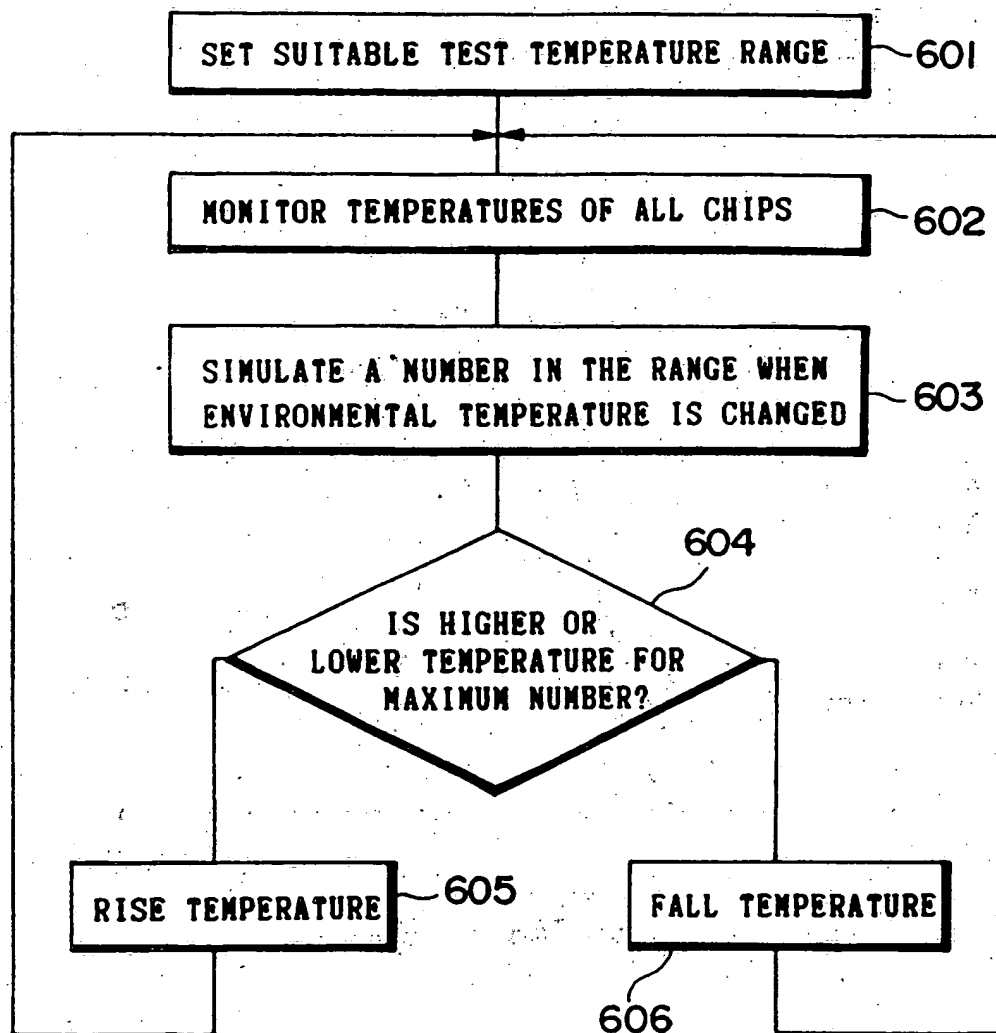 SET SUITABLE TEST TEMPERATURE RANGE
601
MONITOR TEMPERATURES OF ALL CHIPS
602
SIMULATE A NUMBER IN THE RANGE WHEN
ENVIRONMENTAL TEMPERATURE IS CHANGED
603
604
IS HIGHER OR
LOWER TEMPERATURE FOR
MAXIMUM NUMBER?
RISE TEMPERATURE
605
FALL TEMPERATURE
606